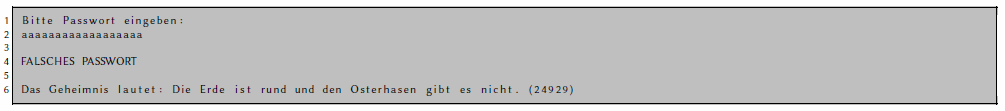 1 Bitte Passwort eingeben:
2 aaaaaaaaaaaaaaaaaa
3
4 FALSCHES PASSWORT
5
6 Das Geheimnis lautet: Die Erde ist rund und den Osterhasen gibt es nicht. (24929)